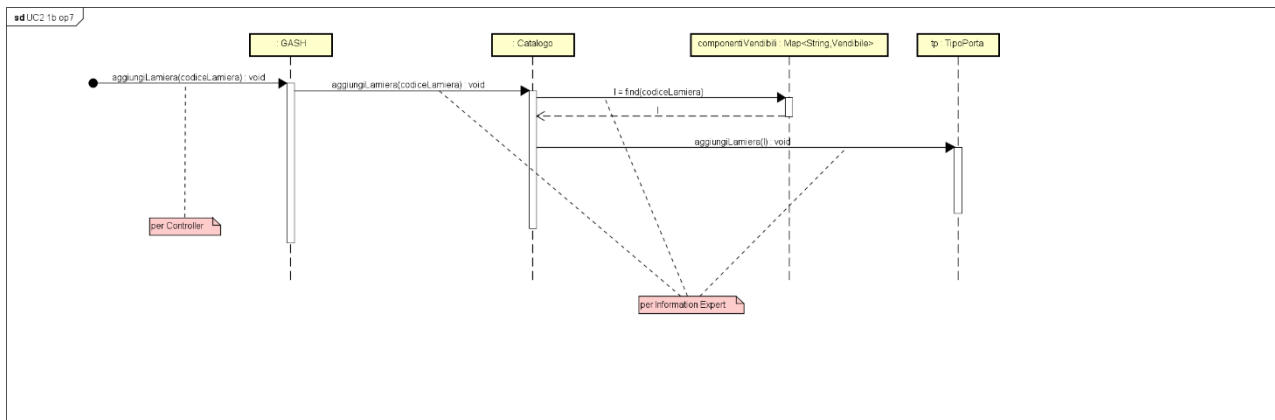 sd UC2 1b op7
: GASH
: Catalogo
componentiVendibili : Map<String,Vendibile>
tp : TipoPorta
aggiungiLamiera(codiceLamiera) : void
aggiungiLamiera(codiceLamiera) : void
l = find(codiceLamiera)
l
aggiungiLamiera(l) : void
per Controller
per Information Expert